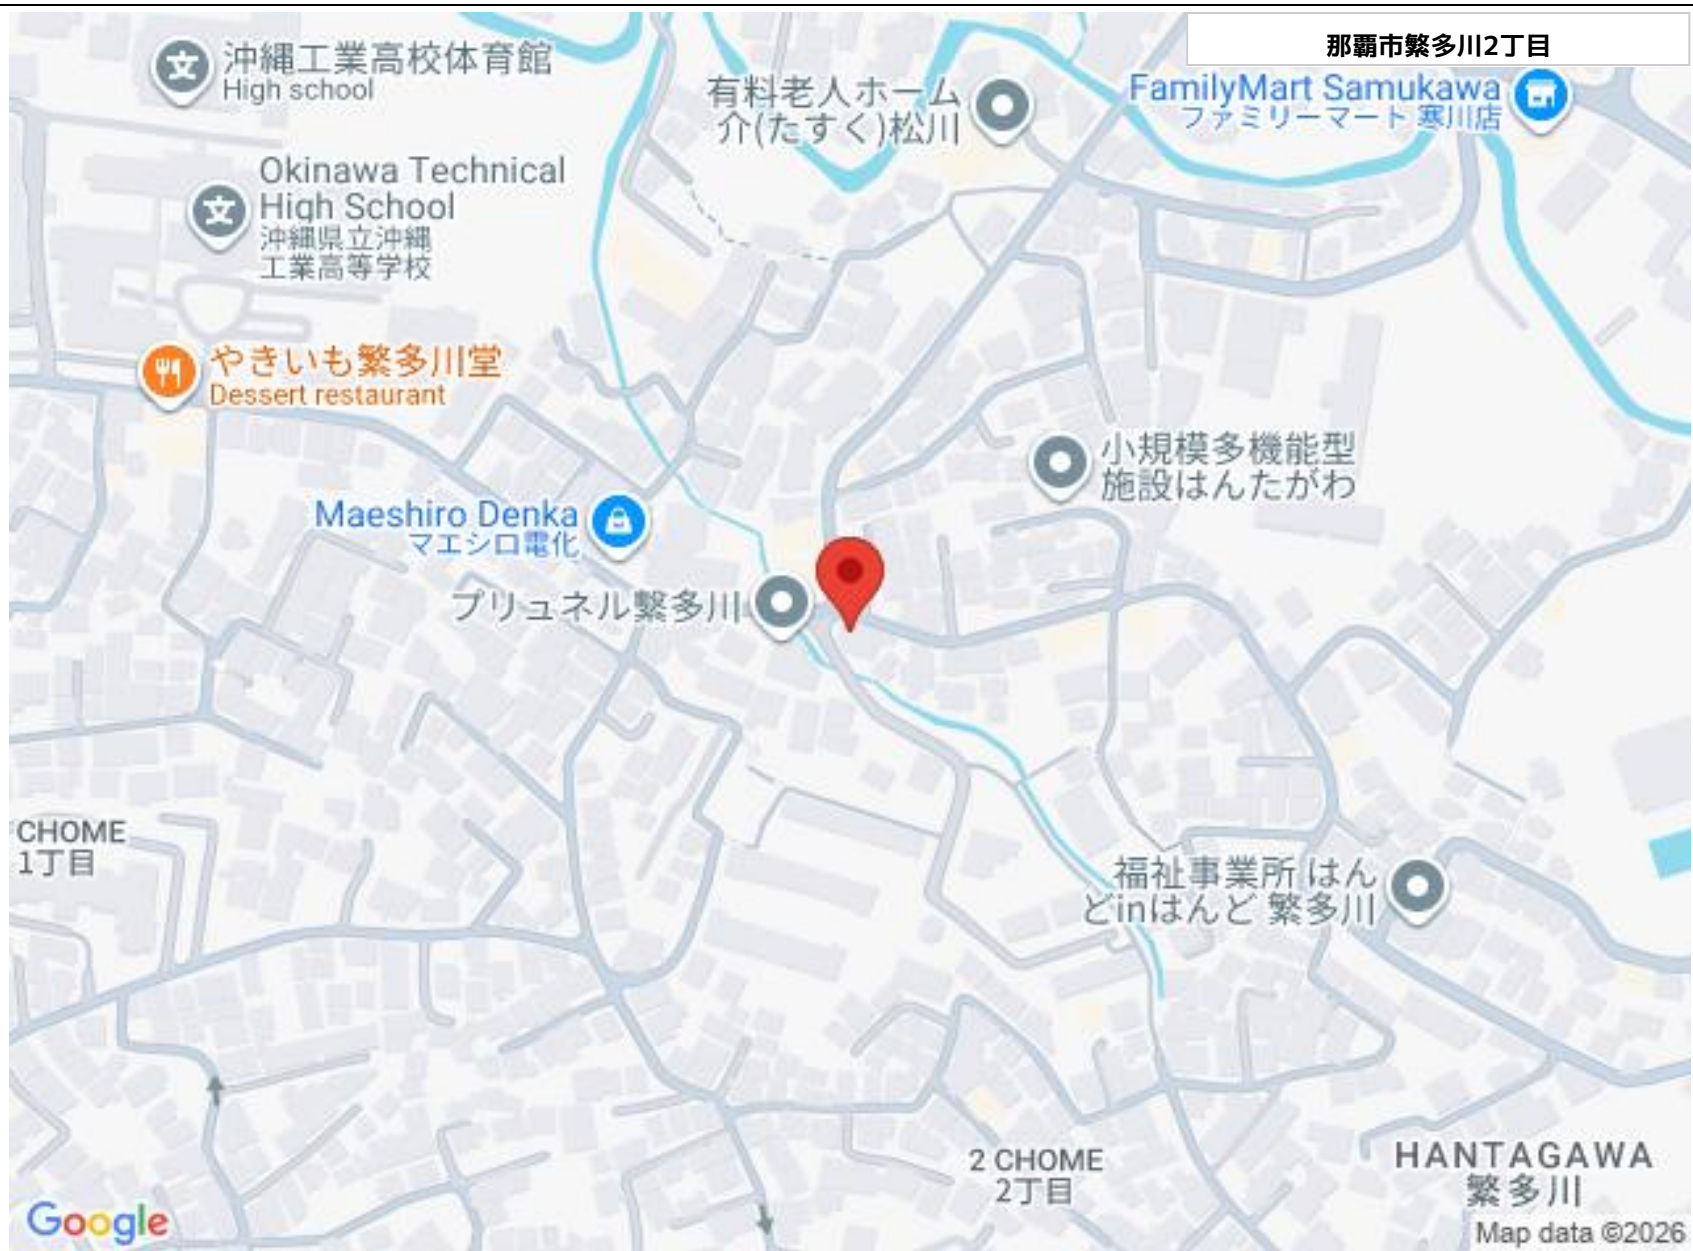 那覇市繁多川2丁目
沖縄工業高校体育館
High school
有料老人ホーム
介(たすく)松川
FamilyMart Samukawa
ファミリーマート 寒川店
Okinawa Technical
High School
沖縄県立沖縄
工業高等学校
やきいも繁多川堂
Dessert restaurant
小規模多機能型
施設はんたがわ
Maeshiro Denka
マエシロ電化
プリュネル繁多川
CHOME
1丁目
福祉事業所 はん
どinはんど 繁多川
2 CHOME
2丁目
HANTAGAWA
繁多川
Google
Map data ©2026